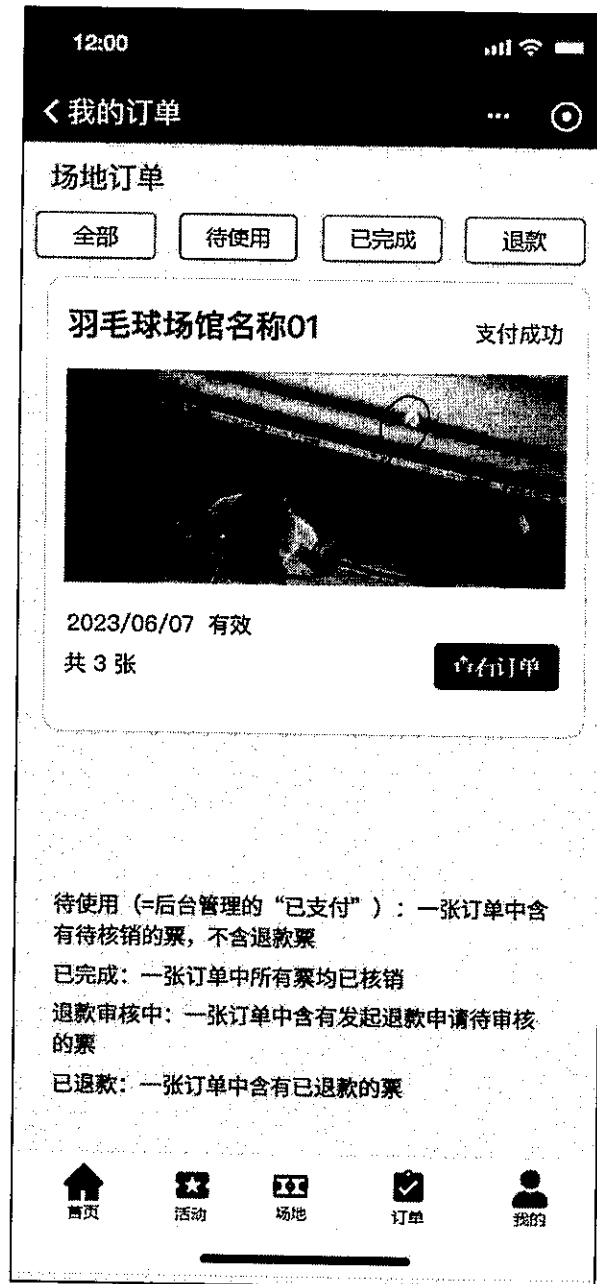 12:00
我的订单
场地订单
全部 待使用 已完成 退款
羽毛球场馆名称01 支付成功
2023/06/07 有效
共 3 张 查看订单
待使用（=后台管理的“已支付”）：一张订单中含
有待核销的票，不含退款票
已完成：一张订单中所有票均已核销
退款审核中：一张订单中含有发起退款申请待审核
的票
已退款：一张订单中含有已退款的票
首页 活动 场地 订单 我的